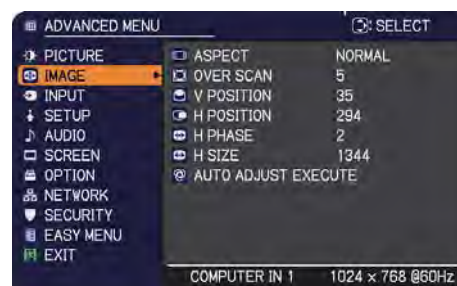 ADVANCED MENU : SELECT
PICTURE ASPECT NORMAL
IMAGE OVER SCAN 5
INPUT V POSITION 35
SETUP H POSITION 294
AUDIO H PHASE 2
SCREEN H SIZE 1344
OPTION AUTO ADJUST EXECUTE
NETWORK
SECURITY
EASY MENU
EXIT
COMPUTER IN 1 1024 x 768 @60Hz